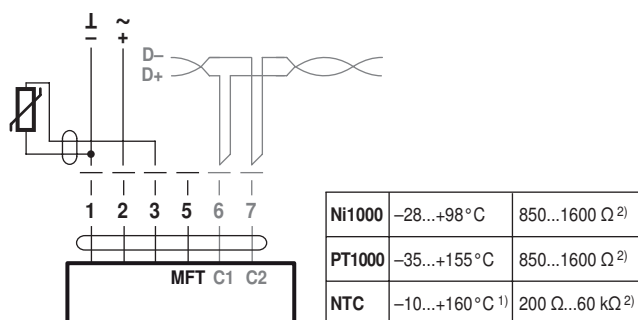 ⊥ ~
– +
D–
D+
1 2 3 5 6 7
MFT C1 C2
Ni1000 –28...+98°C 850...1600 Ω 2)
PT1000 –35...+155°C 850...1600 Ω 2)
NTC –10...+160°C 1) 200 Ω...60 kΩ 2)